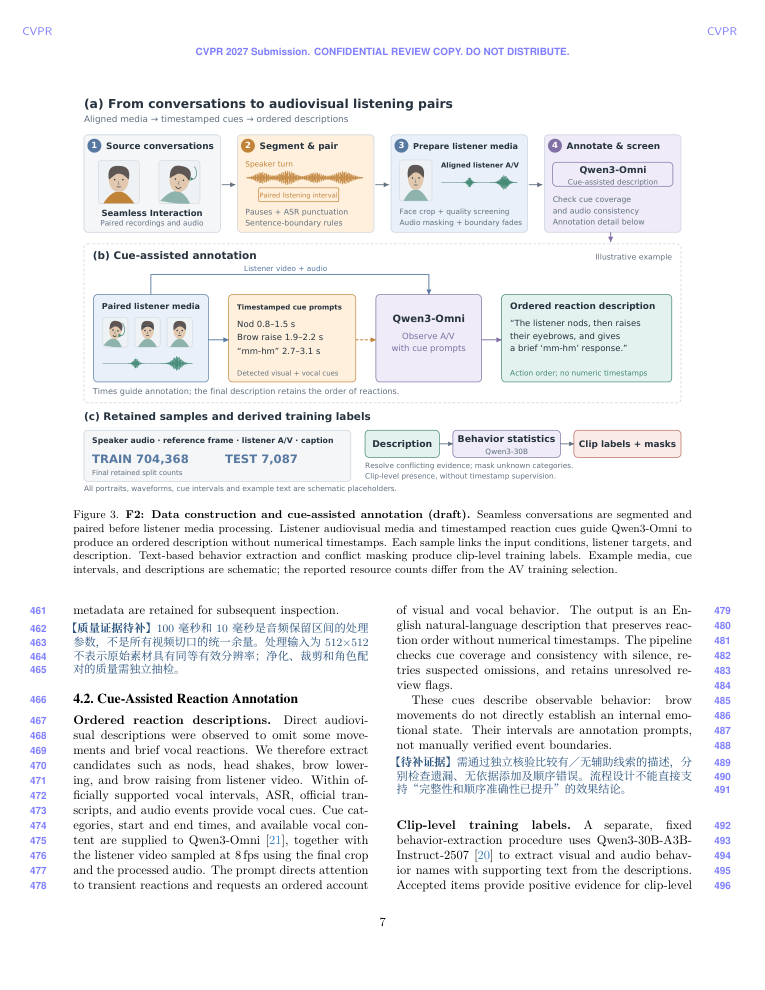 CVPR
CVPR
CVPR 2027 Submission. CONFIDENTIAL REVIEW COPY. DO NOT DISTRIBUTE.
(a) From conversations to audiovisual listening pairs
Aligned media → timestamped cues → ordered descriptions
1 Source conversations
Seamless Interaction
Paired recordings and audio
2 Segment & pair
Speaker turn
Paired listening interval
Pauses + ASR punctuation
Sentence-boundary rules
3 Prepare listener media
Aligned listener A/V
Face crop + quality screening
Audio masking + boundary fades
4 Annotate & screen
Qwen3-Omni
Cue-assisted description
Check cue coverage
and audio consistency
Annotation detail below
(b) Cue-assisted annotation
Illustrative example
Listener video + audio
Paired listener media
Timestamped cue prompts
Nod 0.8–1.5 s
Brow raise 1.9–2.2 s
“mm-hm” 2.7–3.1 s
Detected visual + vocal cues
Qwen3-Omni
Observe A/V
with cue prompts
Ordered reaction description
“The listener nods, then raises
their eyebrows, and gives
a brief ‘mm-hm’ response.”
Action order; no numeric timestamps
Times guide annotation; the final description retains the order of reactions.
(c) Retained samples and derived training labels
Speaker audio · reference frame · listener A/V · caption
TRAIN 704,368 TEST 7,087
Final retained split counts
Description
Behavior statistics
Qwen3-30B
Clip labels + masks
Resolve conflicting evidence; mask unknown categories.
Clip-level presence, without timestamp supervision.
All portraits, waveforms, cue intervals and example text are schematic placeholders.
Figure 3. F2: Data construction and cue-assisted annotation (draft). Seamless conversations are segmented and
paired before listener media processing. Listener audiovisual media and timestamped reaction cues guide Qwen3-Omni to
produce an ordered description without numerical timestamps. Each sample links the input conditions, listener targets, and
description. Text-based behavior extraction and conflict masking produce clip-level training labels. Example media, cue
intervals, and descriptions are schematic; the reported resource counts differ from the AV training selection.
461 metadata are retained for subsequent inspection.
462 【质量证据待补】100 毫秒和 10 毫秒是音频保留区间的处理
463 参数，不是所有视频切口的统一余量。处理输入为 512×512
464 不表示原始素材具有同等有效分辨率；净化、裁剪和角色配
465 对的质量需独立抽检。
466 4.2. Cue-Assisted Reaction Annotation
467 Ordered reaction descriptions. Direct audiovi-
468 sual descriptions were observed to omit some move-
469 ments and brief vocal reactions. We therefore extract
470 candidates such as nods, head shakes, brow lower-
471 ing, and brow raising from listener video. Within of-
472 ficially supported vocal intervals, ASR, official tran-
473 scripts, and audio events provide vocal cues. Cue cat-
474 egories, start and end times, and available vocal con-
475 tent are supplied to Qwen3-Omni [21], together with
476 the listener video sampled at 8 fps using the final crop
477 and the processed audio. The prompt directs attention
478 to transient reactions and requests an ordered account
of visual and vocal behavior. The output is an En- 479
glish natural-language description that preserves reac- 480
tion order without numerical timestamps. The pipeline 481
checks cue coverage and consistency with silence, re- 482
tries suspected omissions, and retains unresolved re- 483
view flags. 484
These cues describe observable behavior: brow 485
movements do not directly establish an internal emo- 486
tional state. Their intervals are annotation prompts, 487
not manually verified event boundaries. 488
【待补证据】需通过独立核验比较有／无辅助线索的描述，分 489
别检查遗漏、无依据添加及顺序错误。流程设计不能直接支 490
持“完整性和顺序准确性已提升”的效果结论。 491
Clip-level training labels. A separate, fixed 492
behavior-extraction procedure uses Qwen3-30B-A3B- 493
Instruct-2507 [20] to extract visual and audio behav- 494
ior names with supporting text from the descriptions. 495
Accepted items provide positive evidence for clip-level 496
7